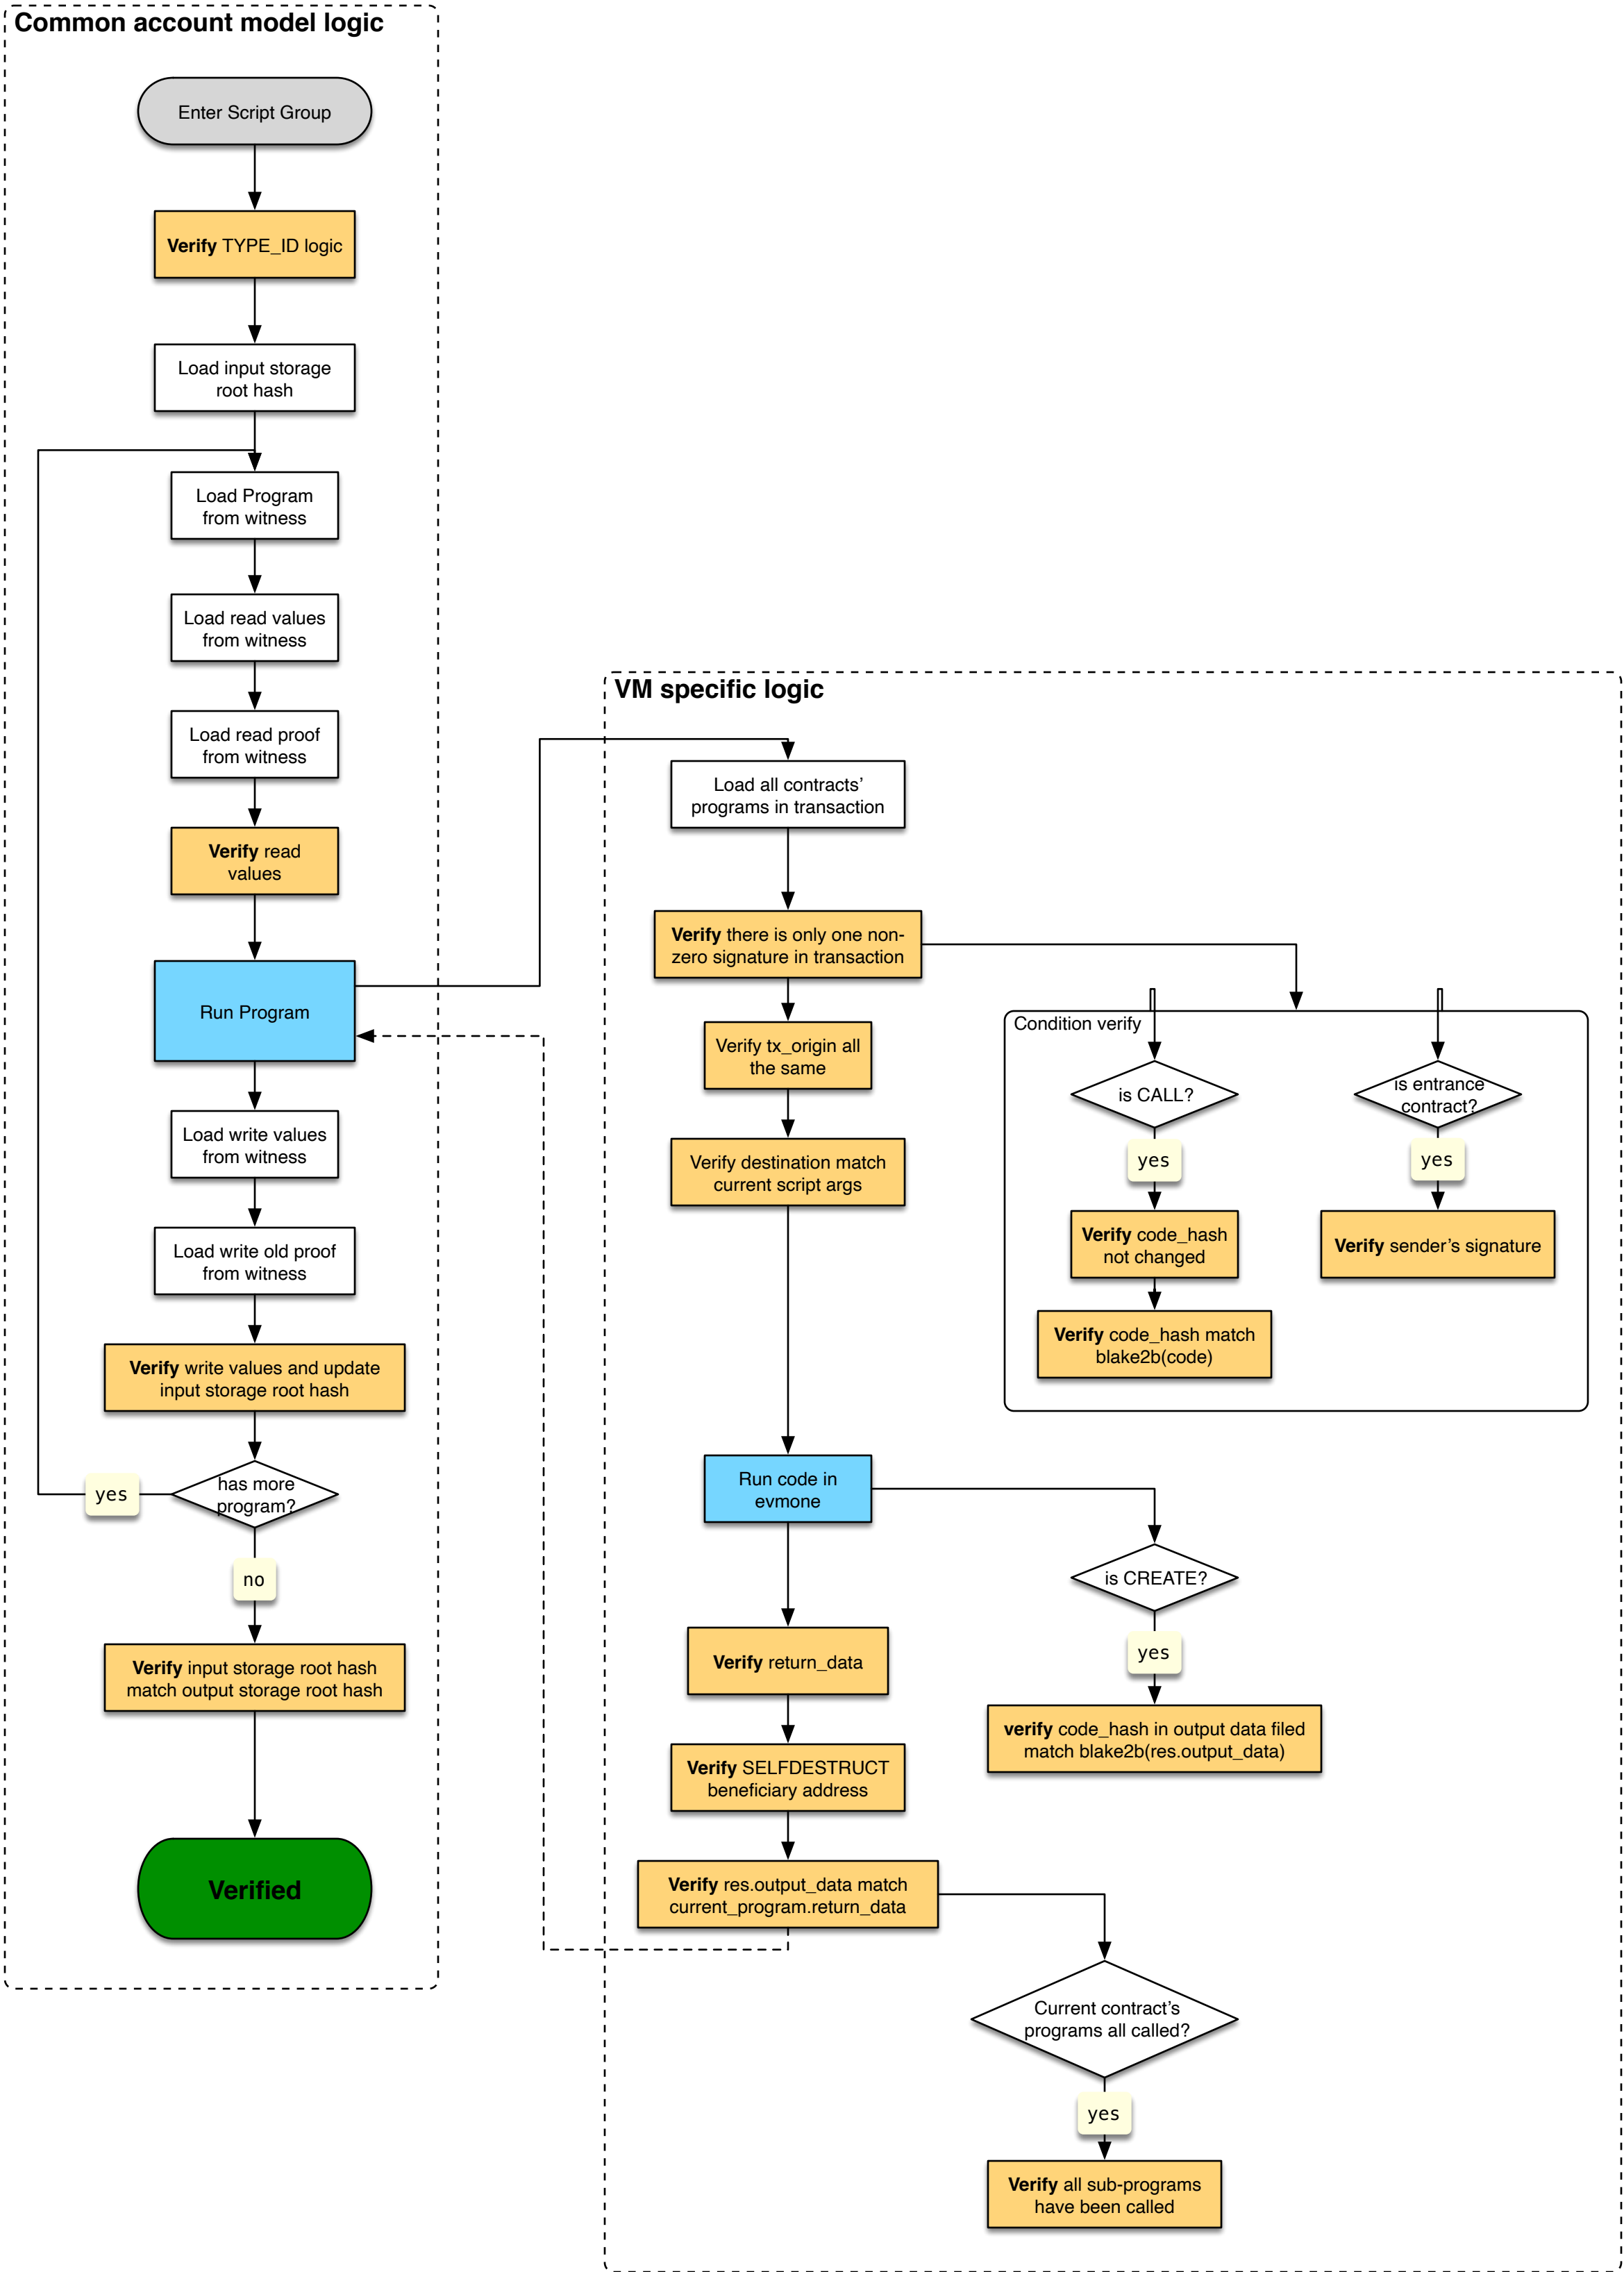 Common account model logic
Enter Script Group
Verify TYPE_ID logic
Load input storage
root hash
Load Program
from witness
Load read values
from witness
Load read proof
from witness
Verify read
values
Run Program
Load write values
from witness
Load write old proof
from witness
Verify write values and update
input storage root hash
has more
program?
yes
no
Verify input storage root hash
match output storage root hash
Verified
VM specific logic
Load all contracts’
programs in transaction
Verify there is only one non-
zero signature in transaction
Verify tx_origin all
the same
Verify destination match
current script args
Condition verify
is CALL?
yes
Verify code_hash
not changed
Verify code_hash match
blake2b(code)
is entrance
contract?
yes
Verify sender’s signature
Run code in
evmone
is CREATE?
yes
verify code_hash in output data filed
match blake2b(res.output_data)
Verify return_data
Verify SELFDESTRUCT
beneficiary address
Verify res.output_data match
current_program.return_data
Current contract’s
programs all called?
yes
Verify all sub-programs
have been called